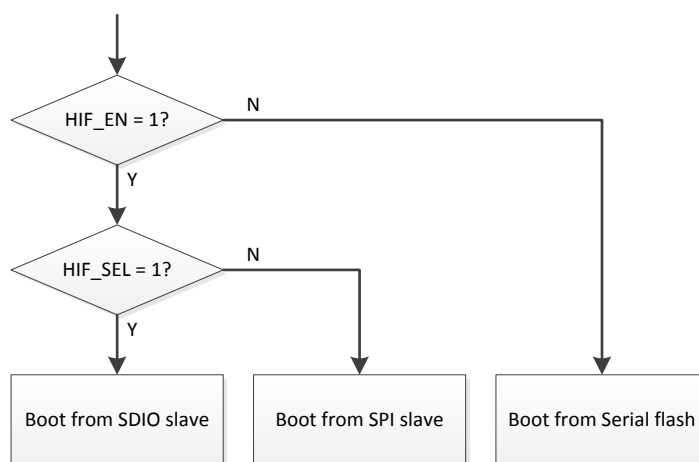 HIF_EN = 1?
N
Y
HIF_SEL = 1?
N
Y
Boot from SDIO slave
Boot from SPI slave
Boot from Serial flash